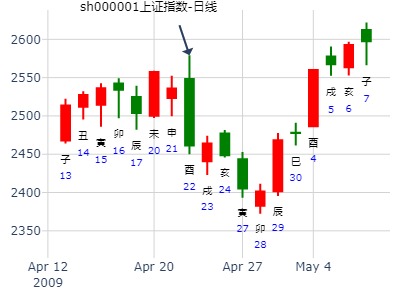 sh000001上证指数-日线
2600
2550
2500
2450
2400
2350
子
13
丑
14
寅
15
卯
16
辰
17
未
20
申
21
酉
22
戌
23
亥
24
寅
27
卯
28
辰
29
巳
30
酉
4
戌
5
亥
6
子
7
Apr 12
2009
Apr 20
Apr 27
May 4